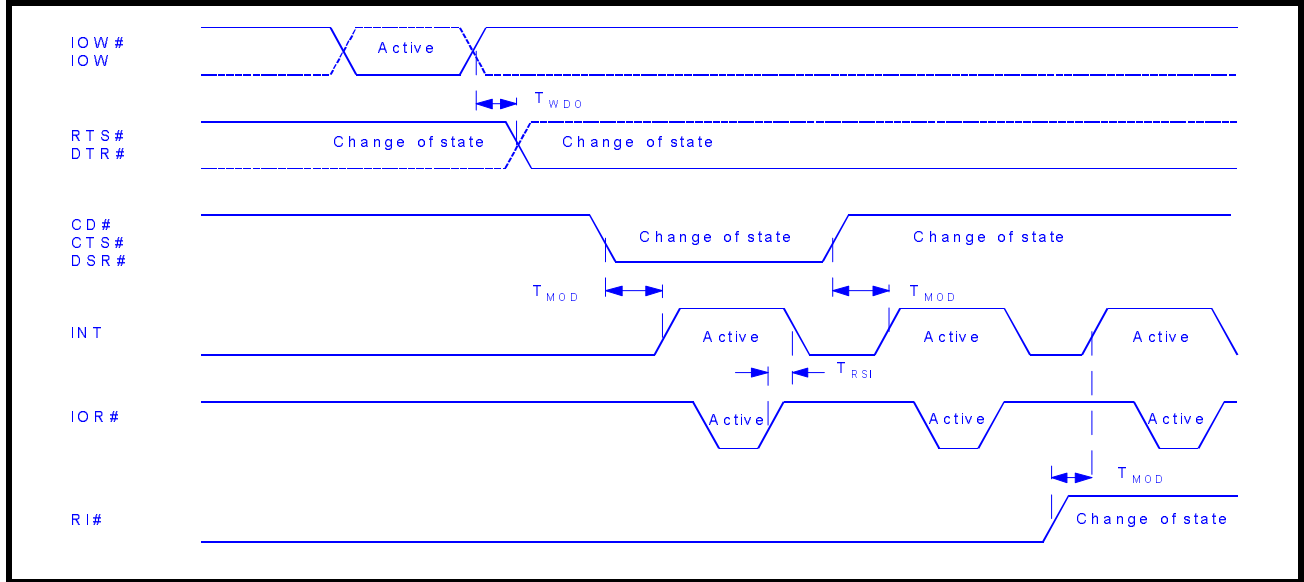 IOW#
IOW
Active
TWDO
RTS#
DTR#
Change of state
Change of state
CD#
CTS#
DSR#
Change of state
Change of state
TMOD
TMOD
INT
Active
Active
Active
TRSI
IOR#
Active
Active
Active
TMOD
RI#
Change of state